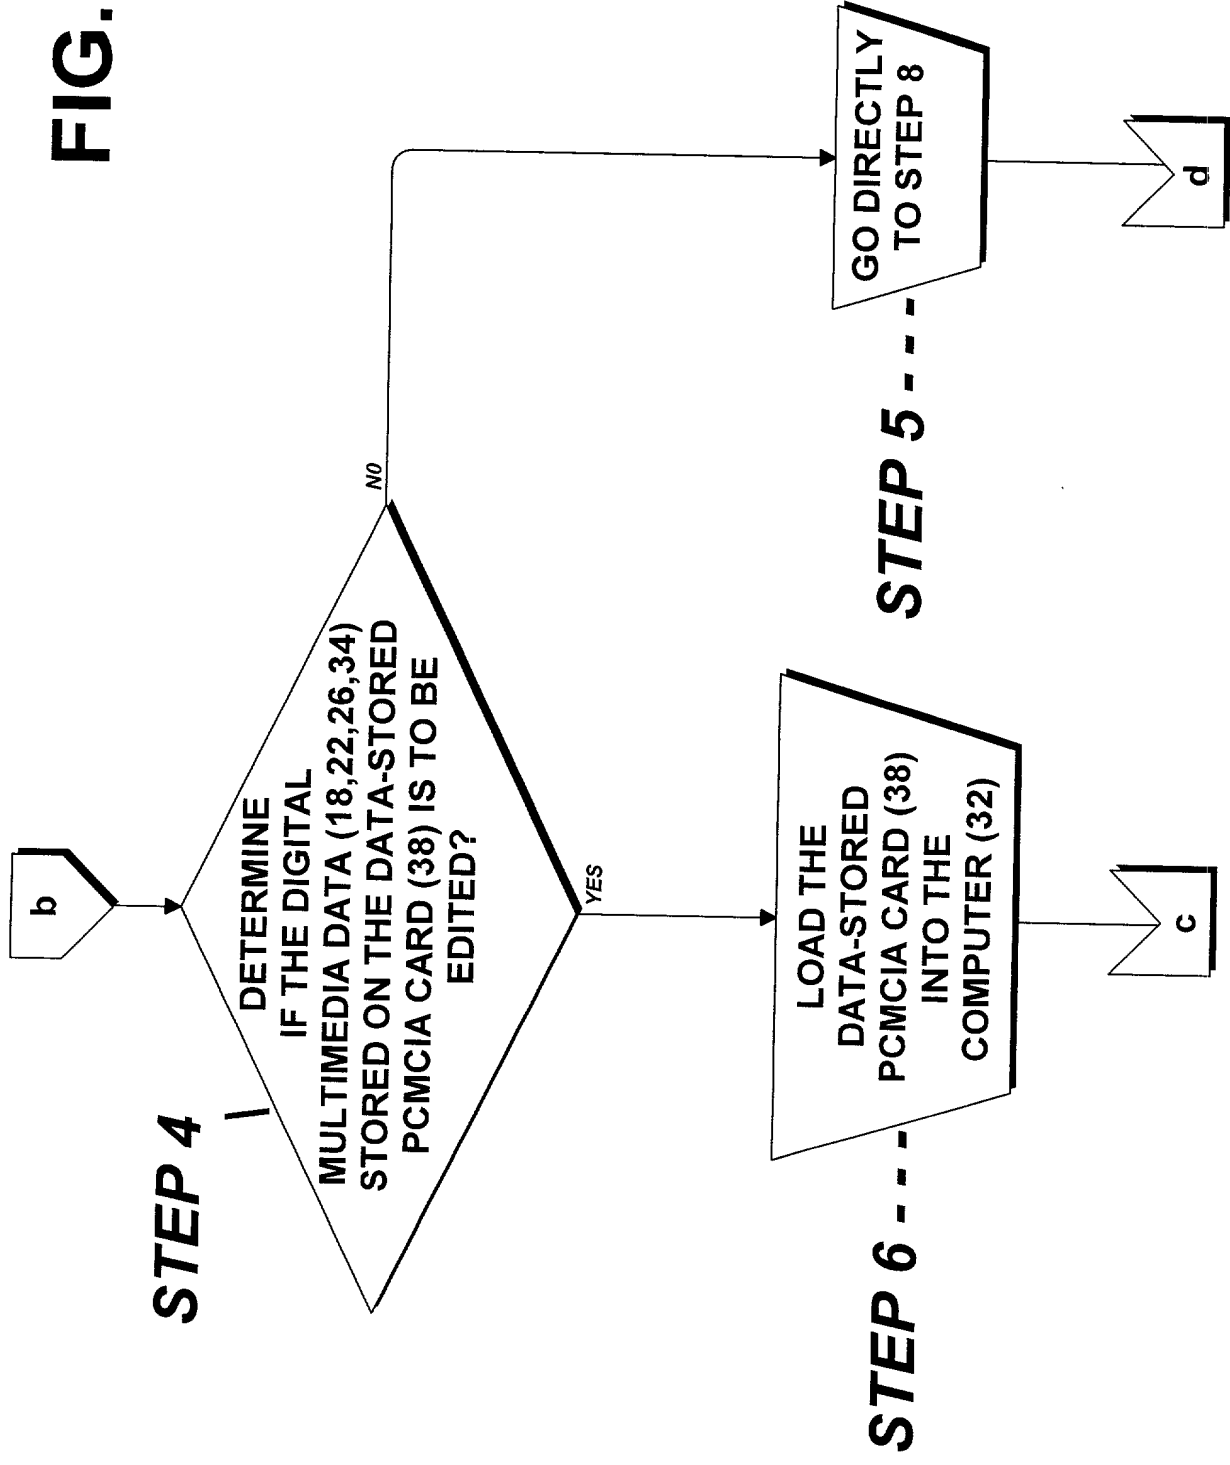 FIG.
b
STEP 4
DETERMINE
IF THE DIGITAL
MULTIMEDIA DATA (18,22,26,34)
STORED ON THE DATA-STORED
PCMCIA CARD (38) IS TO BE
EDITED?
NO
YES
STEP 6 - - -
LOAD THE
DATA-STORED
PCMCIA CARD (38)
INTO THE
COMPUTER (32)
c
STEP 5 - - -
GO DIRECTLY
TO STEP 8
d